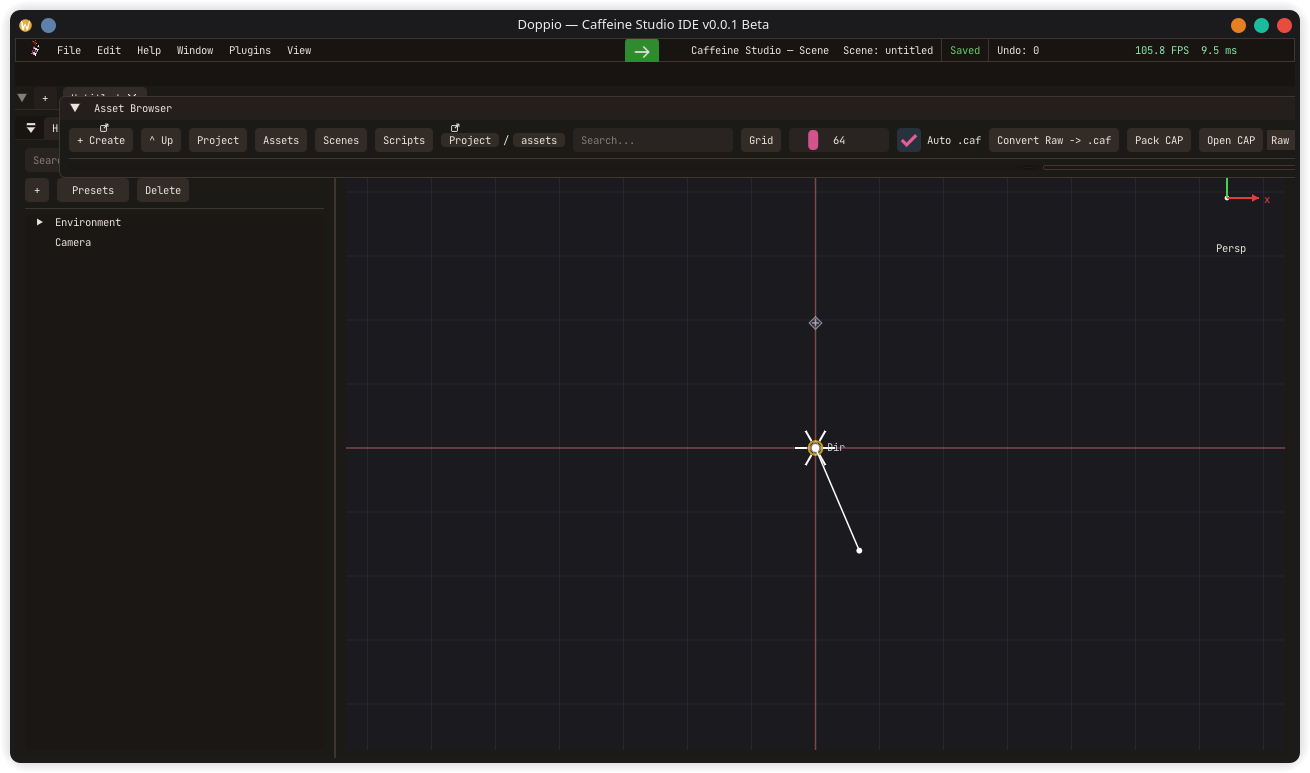 Doppio — Caffeine Studio IDE v0.0.1 Beta
File Edit Help Window Plugins View Caffeine Studio — Scene Scene: untitled Saved Undo: 0 105.8 FPS 9.5 ms
+
Asset Browser
+ Create ^ Up Project Assets Scenes Scripts Project / assets Search... Grid 64 Auto .caf Convert Raw -> .caf Pack CAP Open CAP Raw
+ Presets Delete
x
Environment
Camera
Persp
Dir